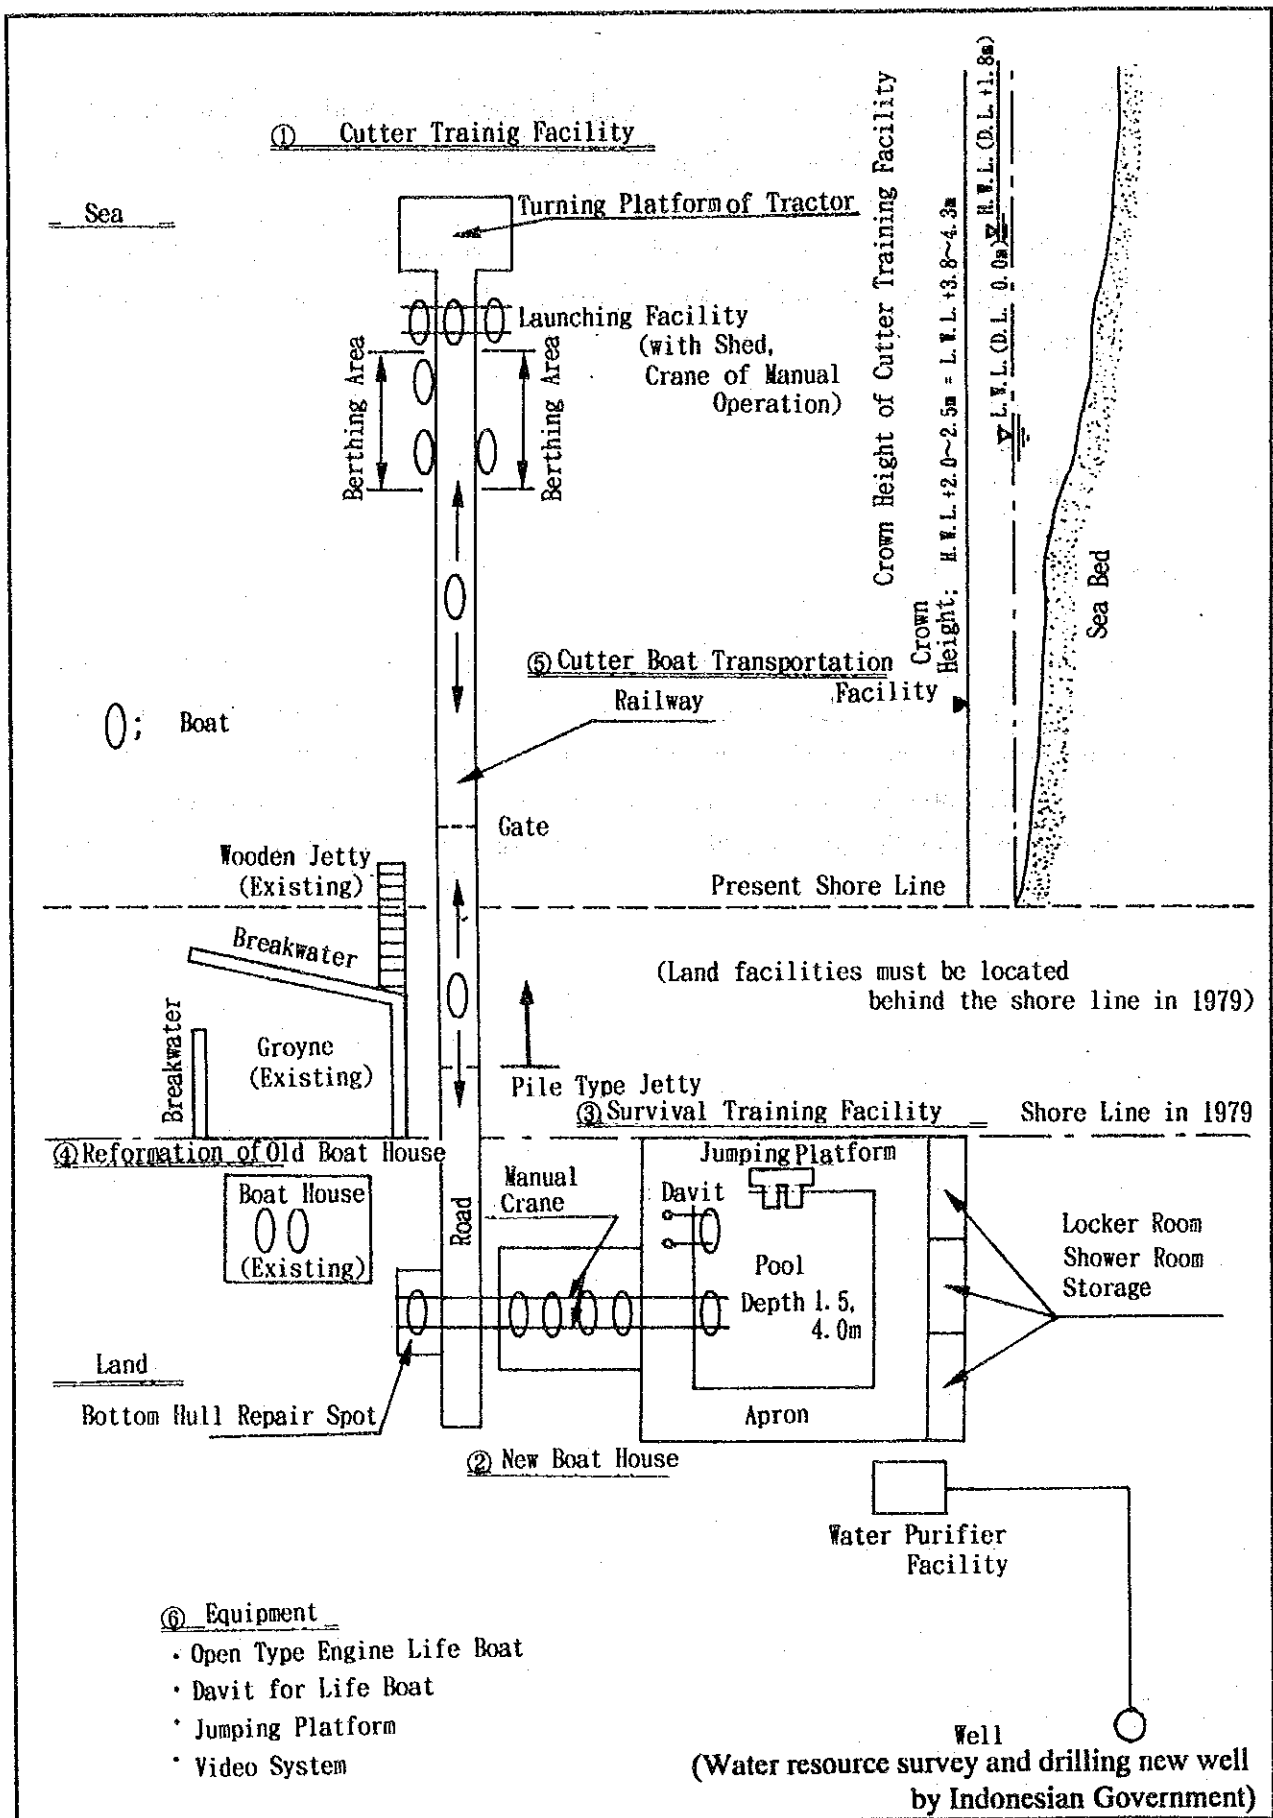 ① Cutter Trainig Facility
Sea
Turning Platform of Tractor
Launching Facility
(with Shed,
Crane of Manual
Operation)
Berthing Area
Berthing Area
Crown Height of Cutter Training Facility
Crown
Height; H.W.L.+2.0~2.5m = L.W.L.+3.8~4.3m
H.W.L.(D.L.+1.8m)
L.W.L.(D.L. 0.0m)
Sea Bed
⑤ Cutter Boat Transportation
Facility
Railway
; Boat
Gate
Wooden Jetty
(Existing)
Present Shore Line
Breakwater
(Land facilities must be located
behind the shore line in 1979)
Breakwater
Groyne
(Existing)
Pile Type Jetty
③ Survival Training Facility
Shore Line in 1979
④ Reformation of Old Boat House
Boat House
(Existing)
Road
Manual
Crane
Jumping Platform
Davit
Pool
Depth 1.5,
4.0m
Locker Room
Shower Room
Storage
Land
Bottom Hull Repair Spot
Apron
② New Boat House
Water Purifier
Facility
⑥ Equipment
・Open Type Engine Life Boat
・Davit for Life Boat
・Jumping Platform
・Video System
Well
(Water resource survey and drilling new well
by Indonesian Government)